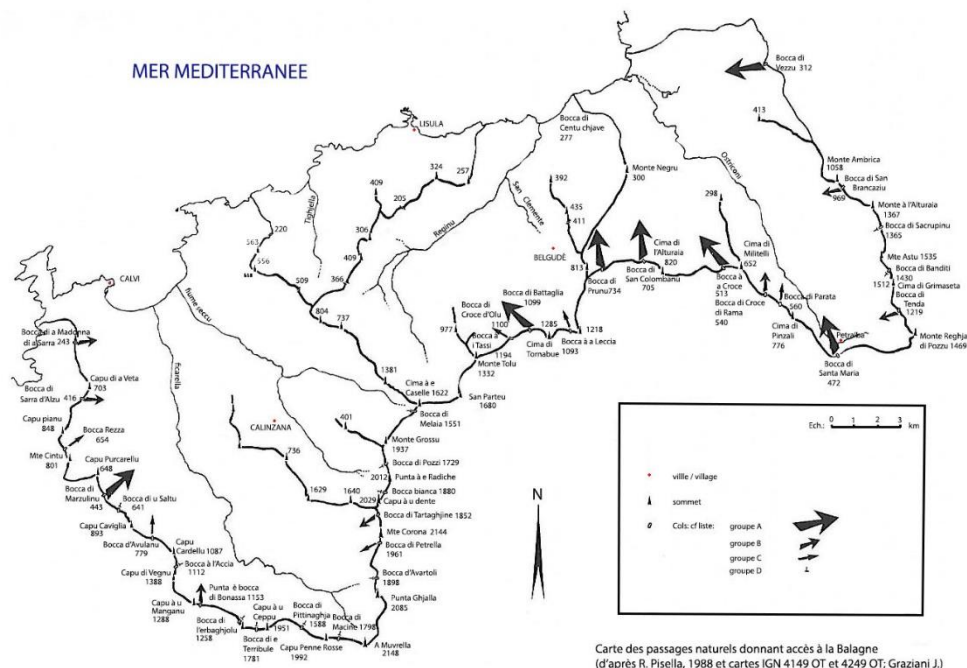 MER MEDITERRANEE
Bocca di
Vezzu 312
413
LISULA
Bocca di
Centu chjave
277
Monte Negru
300
Ostriconi
Monte Ambrica
1058
Bocca di San
Brancaziu
969
Monte à l'Alturaia
1367
Bocca di Sacrupinu
1365
Mte Astu 1535
Bocca di Banditi
1430
Cima di Grimaseta
1512
Bocca di
Tenda
1219
Monte Reghja
di Pozzu 1469
324
257
409
205
306
409
366
Tighiella
Reginu
San Clemente
392
435
411
BELGUDÈ
813
Bocca di
Prunu734
Cima di
l'Alturaia
820
Bocca di
San Colombanu
705
298
Cima di
Militelli
652
Bocca à
a Croce
513
Bocca di Croce
di Rama
540
Bocca di Parata
560
Cima di
Pinzali
776
Petralba
Bocca di
Santa Maria
472
220
563
556
509
804
737
1381
CALVI
fiume seccu
Ficarella
Bocca di Battaglia
1099
Bocca di
Croce d'Olu
1100
977
Bocca à
i Tassi
1194
Monte Tolu
1332
1285
Cima di
Tornabue
1218
Bocca à a Leccia
1093
Cima à e
Caselle 1622
San Parteu
1680
Bocca di
Melaia 1551
Monte Grossu
1937
Bocca di Pozzi 1729
2012
Punta à e Radiche
Bocca bianca 1880
2029
Capu à u dente
Bocca di Tartaghjine
1852
Mte Corona 2144
Bocca di Petrella
1961
Bocca d'Avartoli
1898
Punta Ghjalla
2085
A Muvrella
2148
CALINZANA
401
736
1629
1640
Bocca di a Madonna
di a Sarra
243
Capu di a Veta
703
Bocca di
Sarra d'Alzu
416
Capu pianu
848
Bocca Rezza
654
Mte Cintu
801
Capu Purcarellu
648
Bocca di
Marzulinu
443
Bocca di u Saltu
641
Capu Caviglia
893
Bocca d'Avulanu
779
Capu
Cardellu 1087
Bocca à l'Accia
1112
Capu di Vegnu
1388
Punta è bocca
di Bonassa 1153
Capu à u
Manganu
1288
Bocca di
l'erbaghjolu
1258
Capu à u
Ceppu
1951
Bocca di e
Terribule
1781
Bocca di
Pittinaghja
1588
Capu Penne Rosse
1992
Bocca di
Macine 1798
N
Ech.:
0 1 2 3
km
villle / village
sommet
Cols: cf liste:
groupe A
groupe B
groupe C
groupe D
Carte des passages naturels donnant accès à la Balagne
(d'après R. Pisella, 1988 et cartes IGN 4149 OT et 4249 OT; Graziani J.)